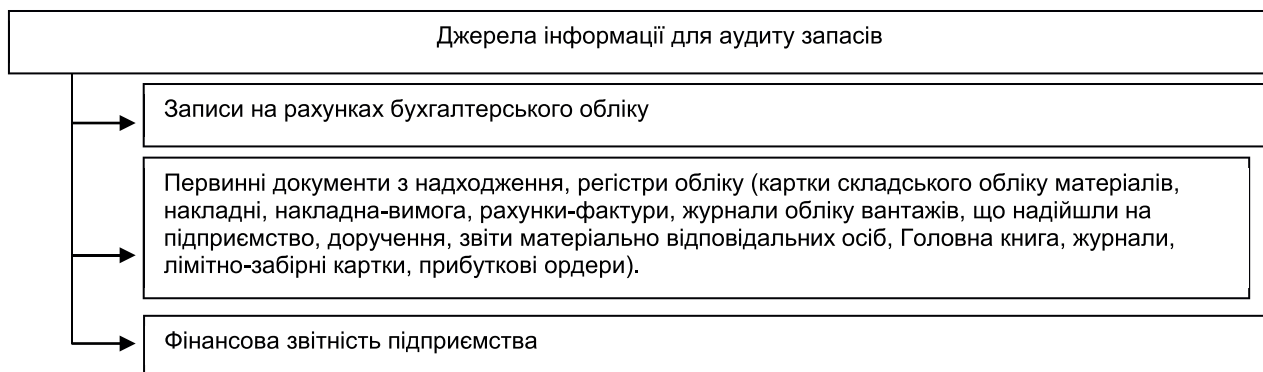 Джерела інформації для аудиту запасів
Записи на рахунках бухгалтерського обліку
Первинні документи з надходження, регістри обліку (картки складського обліку матеріалів,
накладні, накладна-вимога, рахунки-фактури, журнали обліку вантажів, що надійшли на
підприємство, доручення, звіти матеріально відповідальних осіб, Головна книга, журнали,
лімітно-забірні картки, прибуткові ордери).
Фінансова звітність підприємства